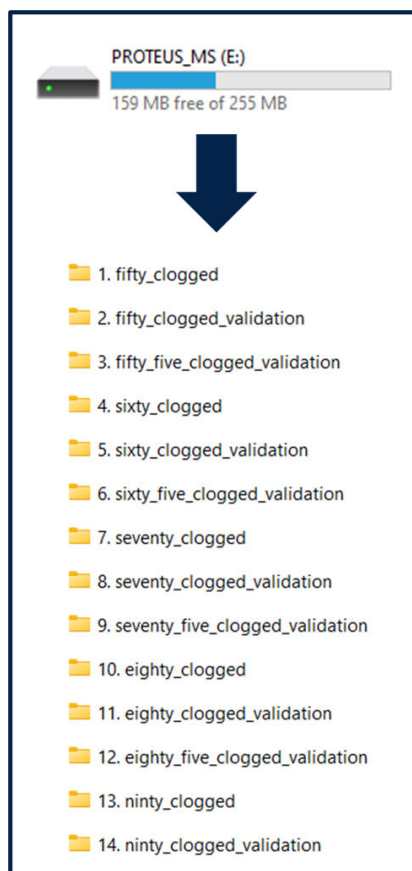 PROTEUS_MS (E:)
159 MB free of 255 MB
1. fifty_clogged
2. fifty_clogged_validation
3. fifty_five_clogged_validation
4. sixty_clogged
5. sixty_clogged_validation
6. sixty_five_clogged_validation
7. seventy_clogged
8. seventy_clogged_validation
9. seventy_five_clogged_validation
10. eighty_clogged
11. eighty_clogged_validation
12. eighty_five_clogged_validation
13. ninty_clogged
14. ninty_clogged_validation